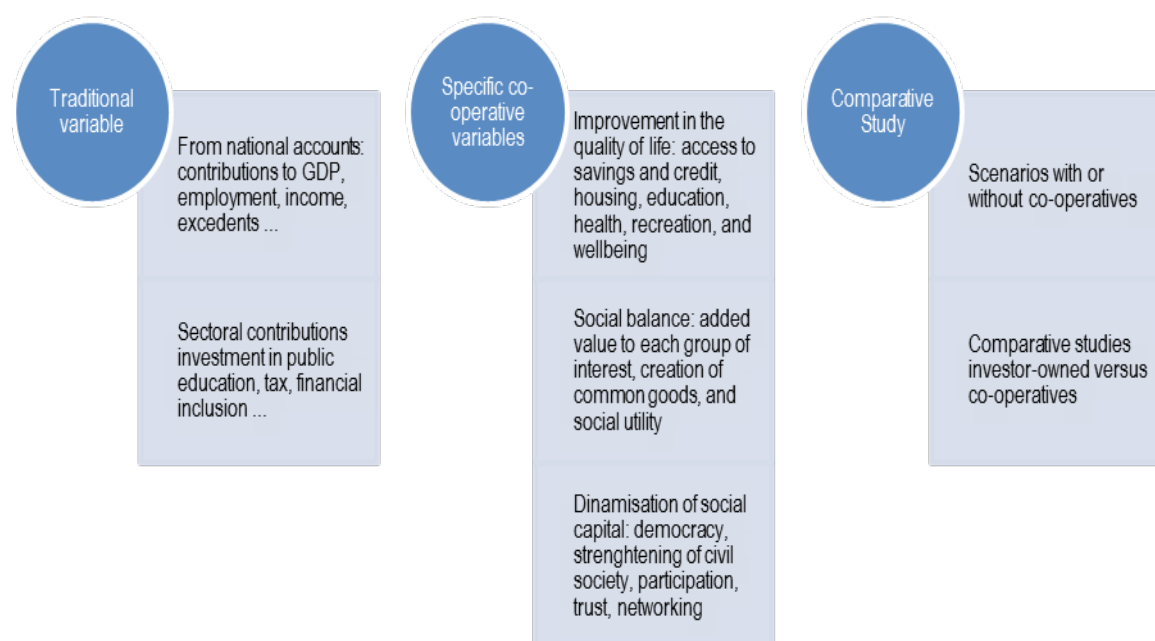 Traditional
variable
From national accounts:
contributions to GDP,
employment, income,
excedents ...
Sectoral contributions
investment in public
education, tax, financial
inclusion ...
Specific co-
operative
variables
Improvement in the
quality of life: access to
savings and credit,
housing, education,
health, recreation, and
wellbeing
Social balance: added
value to each group of
interest, creation of
common goods, and
social utility
Dinamisation of social
capital: democracy,
strenghtening of civil
society, participation,
trust, networking
Comparative
Study
Scenarios with or
without co-operatives
Comparative studies
investor-owned versus
co-operatives